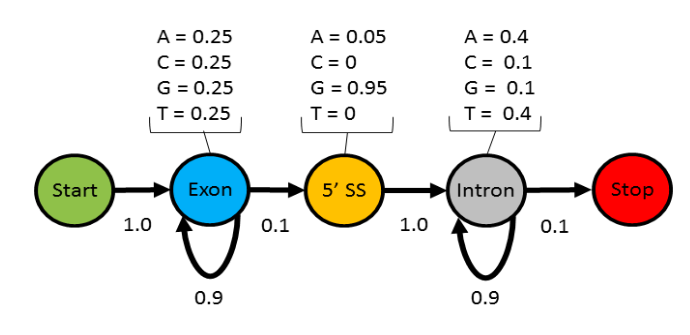 A = 0.25
C = 0.25
G = 0.25
T = 0.25
A = 0.05
C = 0
G = 0.95
T = 0
A = 0.4
C = 0.1
G = 0.1
T = 0.4
Start
Exon
5' SS
Intron
Stop
1.0
0.1
1.0
0.1
0.9
0.9